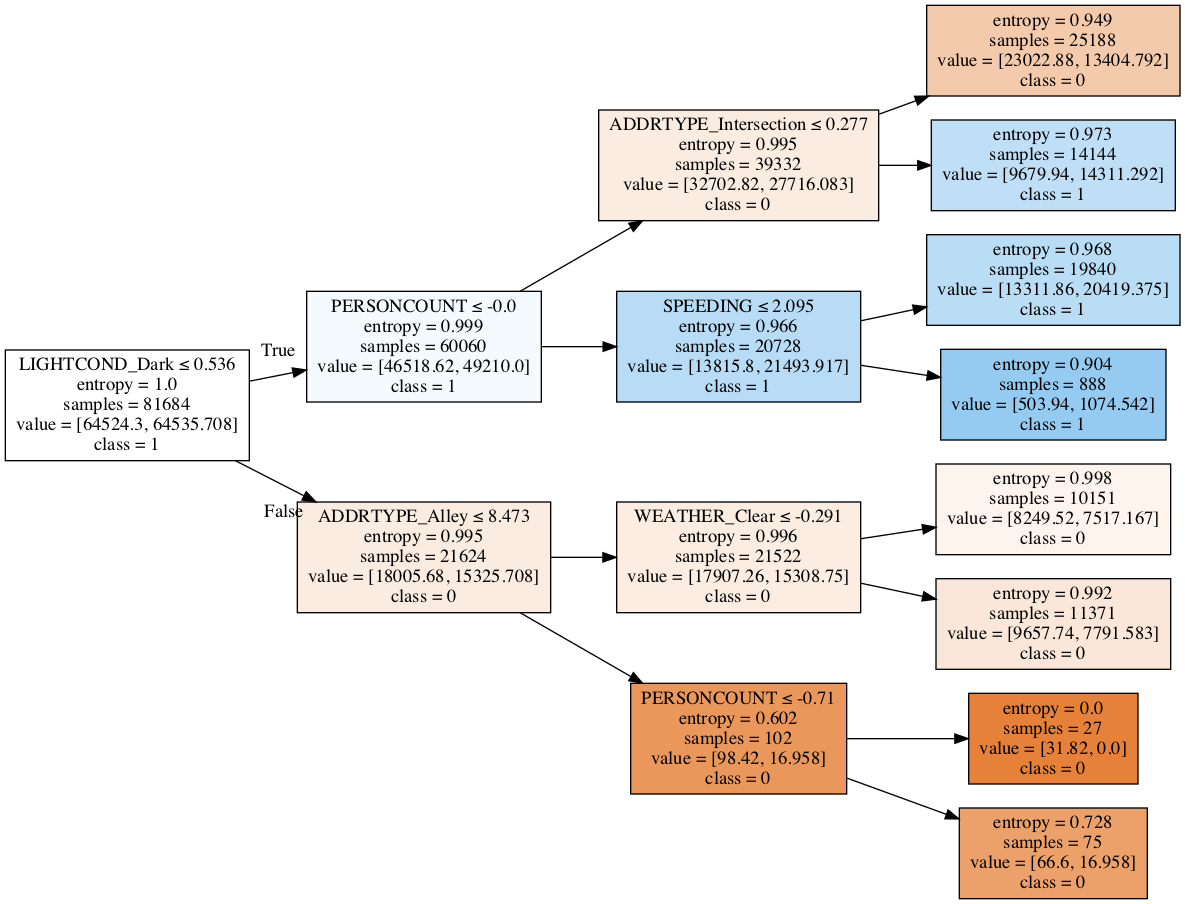 LIGHTCOND_Dark ≤ 0.536
entropy = 1.0
samples = 81684
value = [64524.3, 64535.708]
class = 1
True
False
PERSONCOUNT ≤ -0.0
entropy = 0.999
samples = 60060
value = [46518.62, 49210.0]
class = 1
ADDRTYPE_Alley ≤ 8.473
entropy = 0.995
samples = 21624
value = [18005.68, 15325.708]
class = 0
ADDRTYPE_Intersection ≤ 0.277
entropy = 0.995
samples = 39332
value = [32702.82, 27716.083]
class = 0
SPEEDING ≤ 2.095
entropy = 0.966
samples = 20728
value = [13815.8, 21493.917]
class = 1
WEATHER_Clear ≤ -0.291
entropy = 0.996
samples = 21522
value = [17907.26, 15308.75]
class = 0
PERSONCOUNT ≤ -0.71
entropy = 0.602
samples = 102
value = [98.42, 16.958]
class = 0
entropy = 0.949
samples = 25188
value = [23022.88, 13404.792]
class = 0
entropy = 0.973
samples = 14144
value = [9679.94, 14311.292]
class = 1
entropy = 0.968
samples = 19840
value = [13311.86, 20419.375]
class = 1
entropy = 0.904
samples = 888
value = [503.94, 1074.542]
class = 1
entropy = 0.998
samples = 10151
value = [8249.52, 7517.167]
class = 0
entropy = 0.992
samples = 11371
value = [9657.74, 7791.583]
class = 0
entropy = 0.0
samples = 27
value = [31.82, 0.0]
class = 0
entropy = 0.728
samples = 75
value = [66.6, 16.958]
class = 0